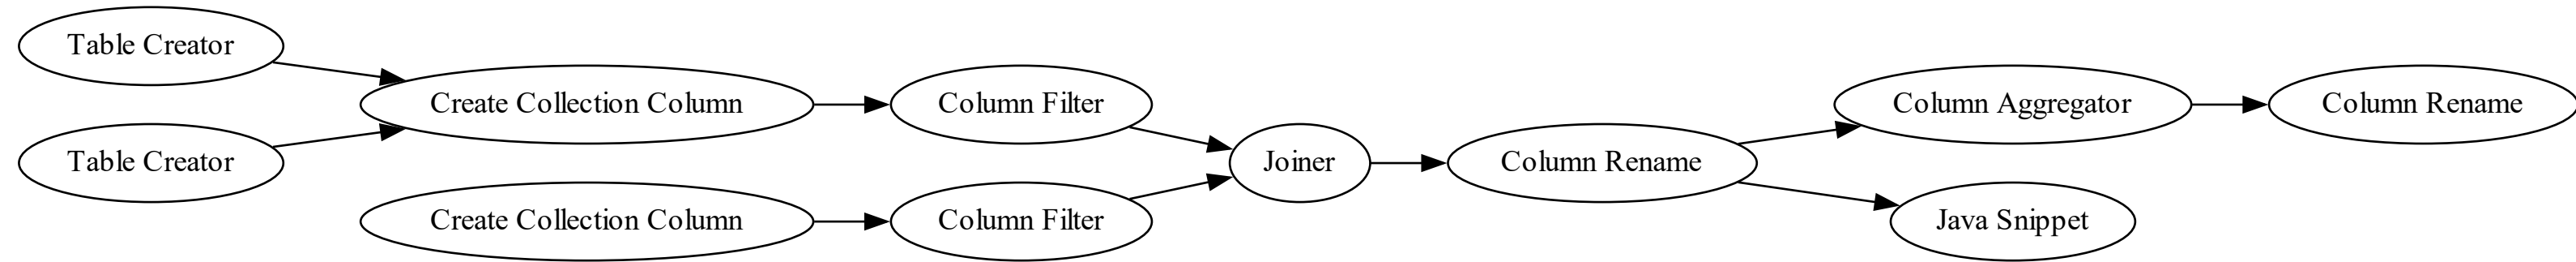 Table Creator
Table Creator
Create Collection Column
Create Collection Column
Column Filter
Column Filter
Joiner
Column Rename
Column Aggregator
Java Snippet
Column Rename